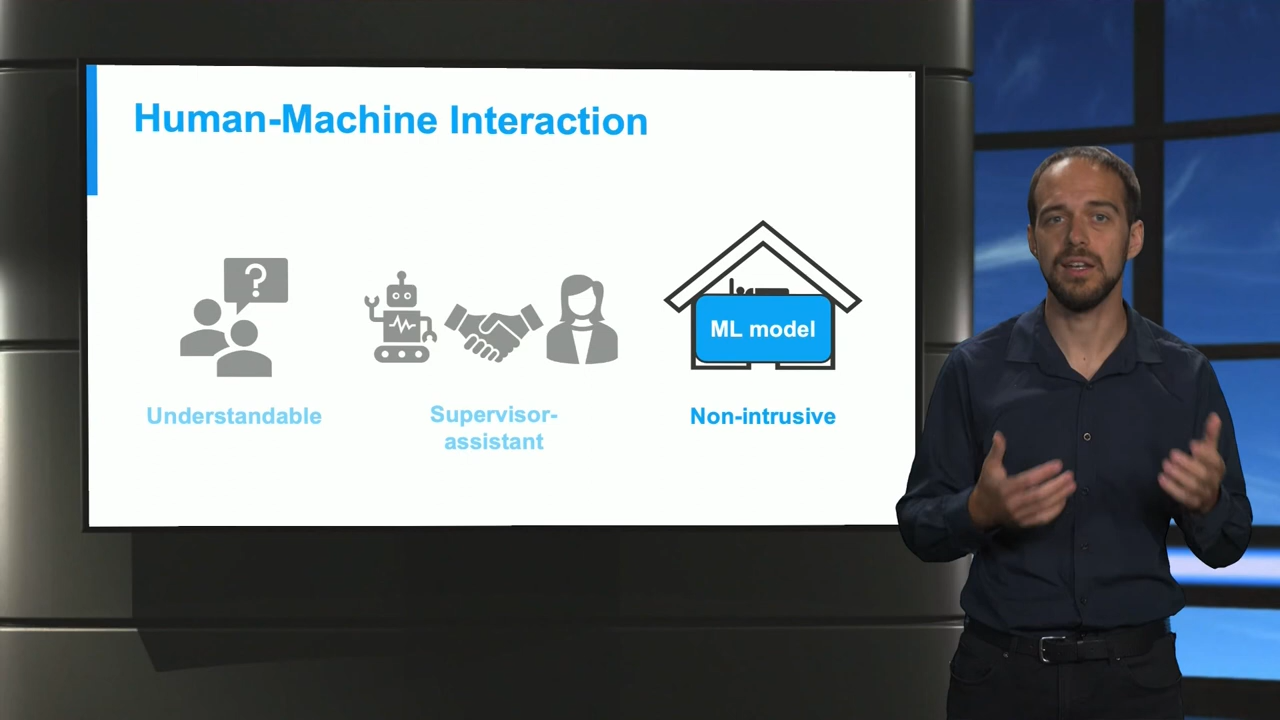 Human-Machine Interaction
?
ML model
Understandable
Supervisor-
assistant
Non-intrusive